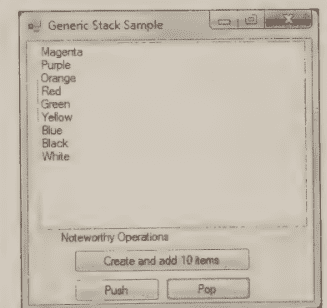 Generic Stack Sample
Magenta
Purple
Orange
Red
Green
Yellow
Blue
Black
White
Noteworthy Operations
Create and add 10 items
Push
Pop